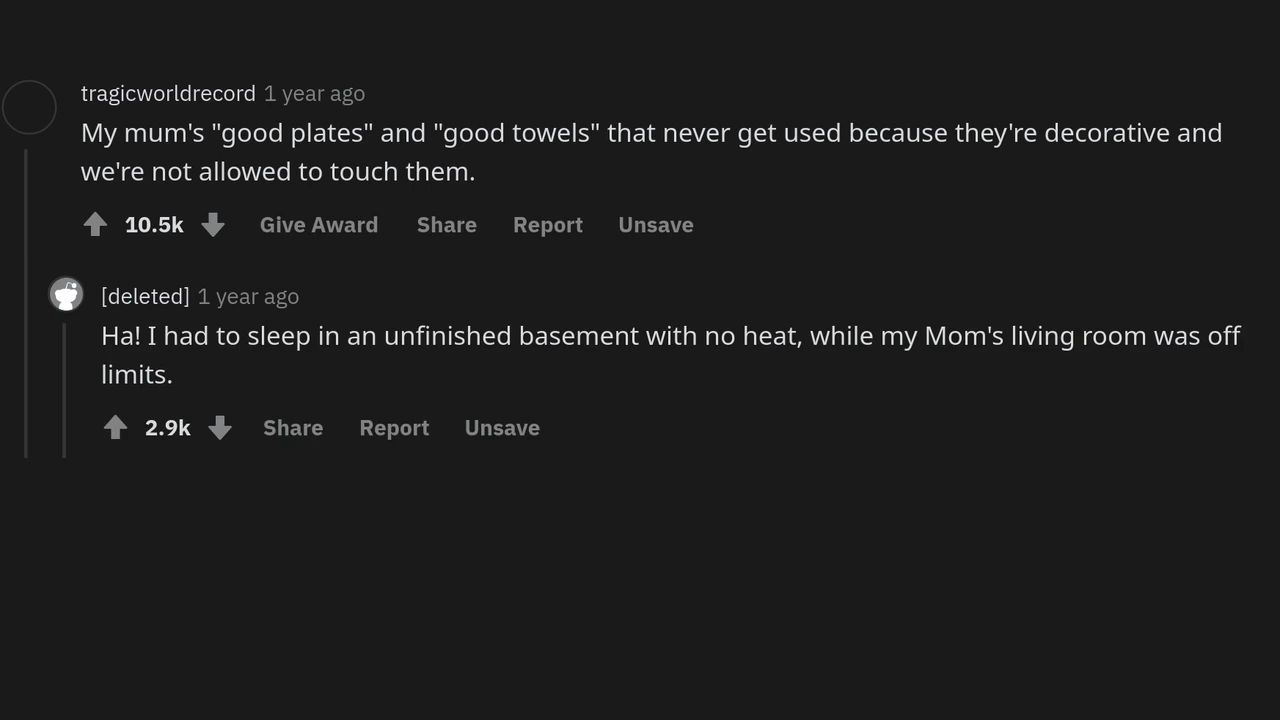 tragicworldrecord 1 year ago
My mum's "good plates" and "good towels" that never get used because they're decorative and
we're not allowed to touch them.
10.5k Give Award Share Report Unsave
[deleted] 1 year ago
Ha! I had to sleep in an unfinished basement with no heat, while my Mom's living room was off
limits.
2.9k Share Report Unsave